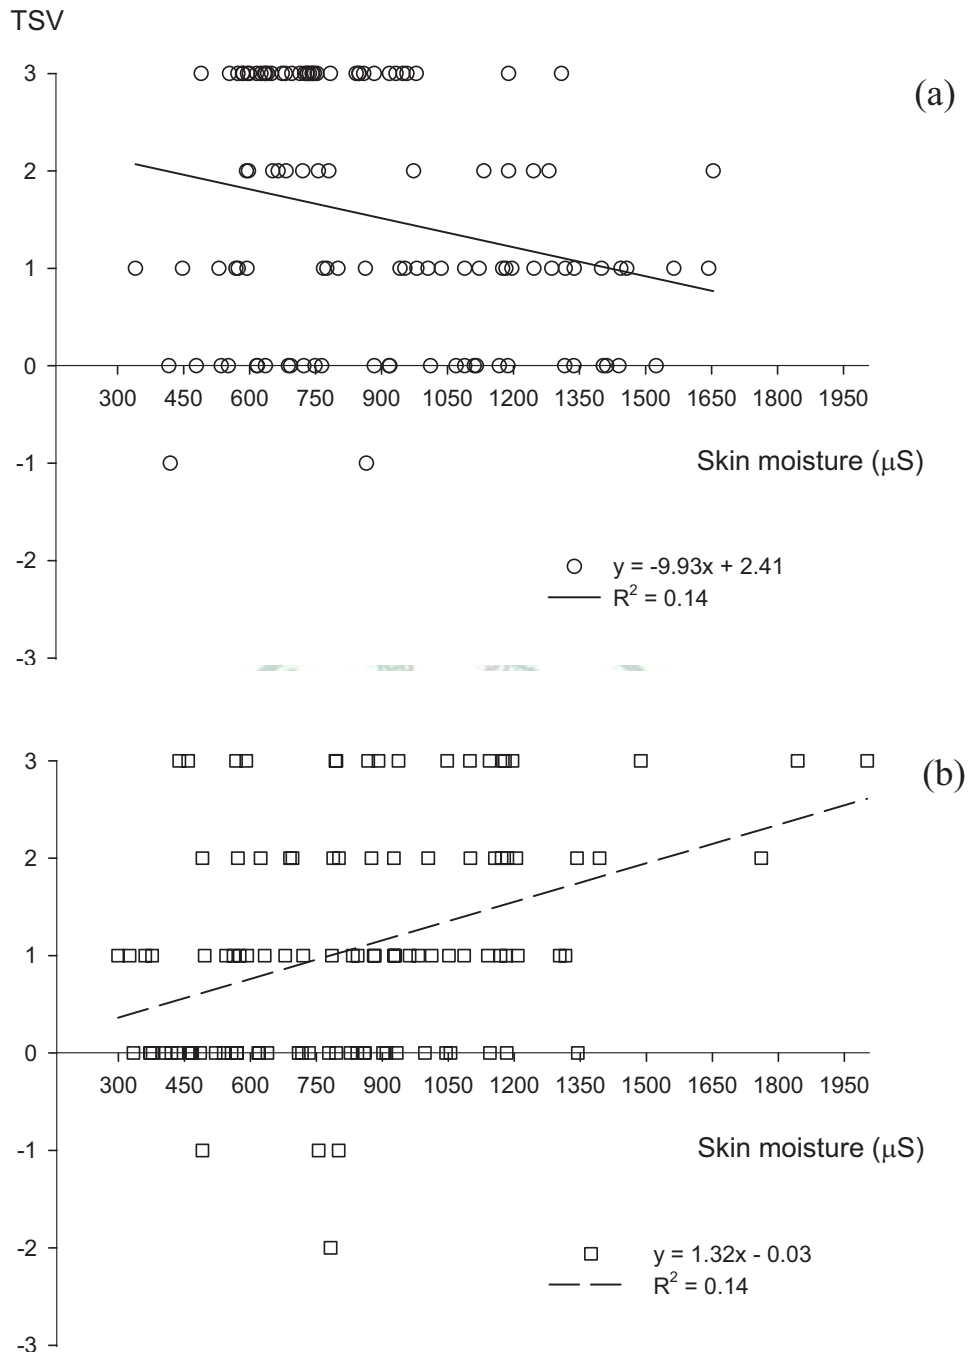 TSV
3
(a)
2
1
0
300 450 600 750 900 1050 1200 1350 1500 1650 1800 1950
-1
Skin moisture (μS)
-2
y = -9.93x + 2.41
R² = 0.14
-3
3
(b)
2
1
0
300 450 600 750 900 1050 1200 1350 1500 1650 1800 1950
-1
Skin moisture (μS)
-2
y = 1.32x - 0.03
R² = 0.14
-3